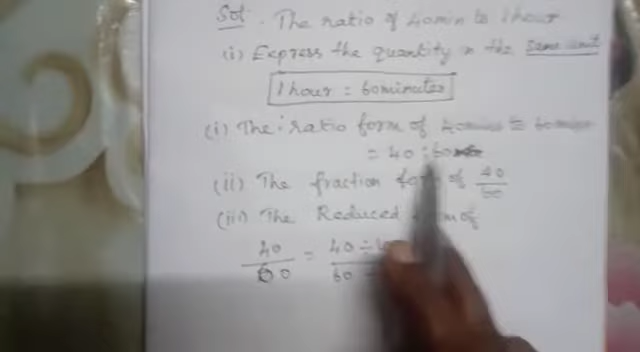 Sol. The ratio of 40min to 1hour
(i) Express the quantity in the same unit
1hour = 60minutes
(i) The ratio form of 40mins to 60min
= 40:60
(ii) The fraction form of 40/60
(iii) The Reduced form of
40/60 = 40÷ / 60